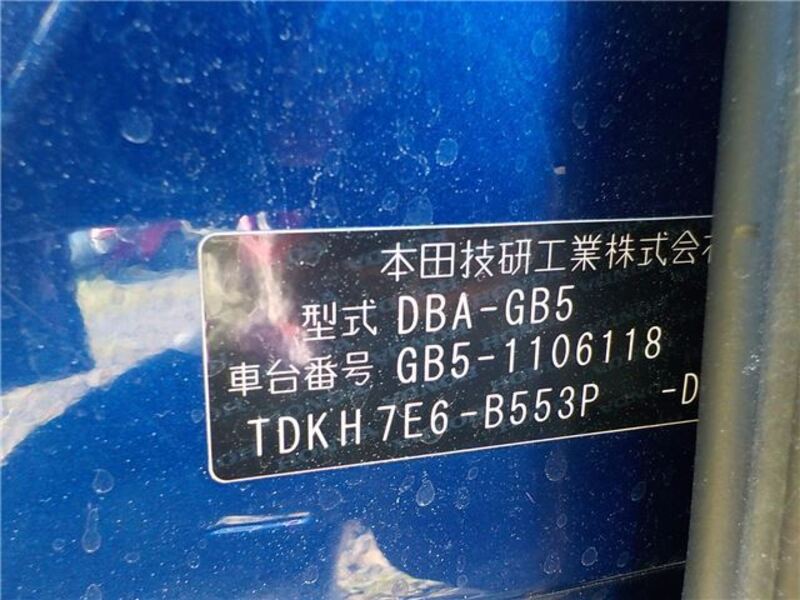 本田技研工業株式会
型式 DBA-GB5
車台番号 GB5-1106118
TDKH 7E6-B553P -D